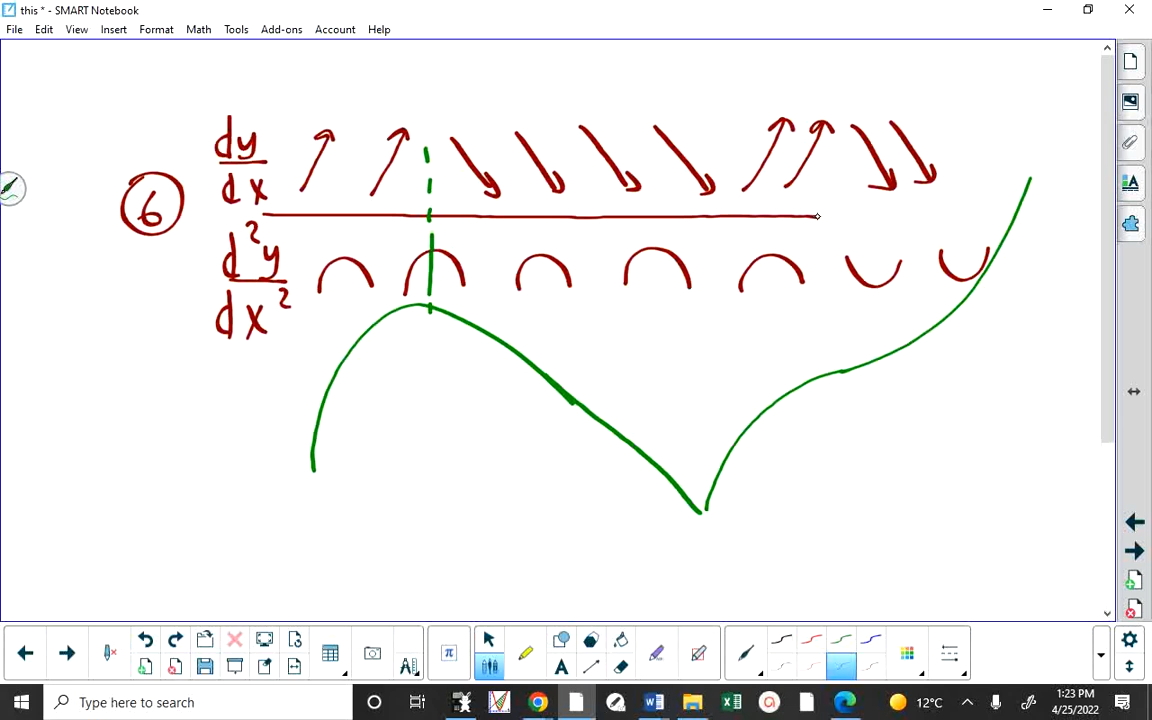 this * - SMART Notebook
File Edit View Insert Format Math Tools Add-ons Account Help
dy
dx
6
d²y
dx²
π
A
Type here to search
12°C
1:23 PM
4/25/2022